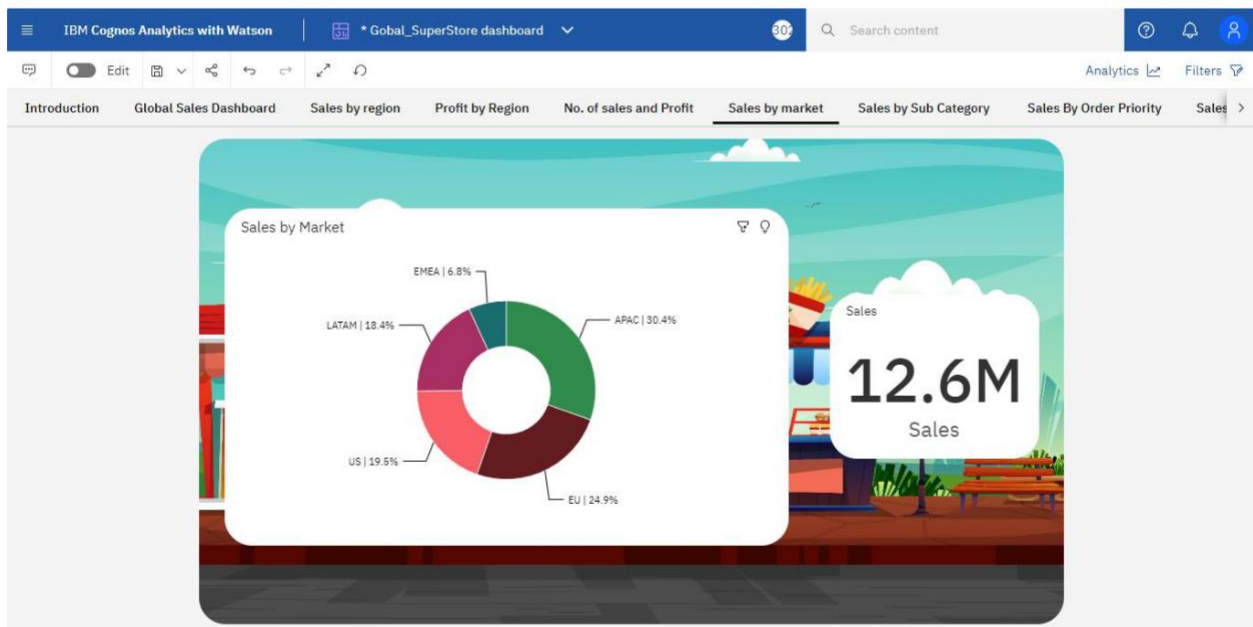 IBM Cognos Analytics with Watson
* Gobal_SuperStore dashboard
Search content
Edit
Analytics
Filters
Introduction
Global Sales Dashboard
Sales by region
Profit by Region
No. of sales and Profit
Sales by market
Sales by Sub Category
Sales By Order Priority
Sales
Sales by Market
EMEA | 6.8%
APAC | 30.4%
LATAM | 18.4%
US | 19.5%
EU | 24.9%
Sales
12.6M
Sales